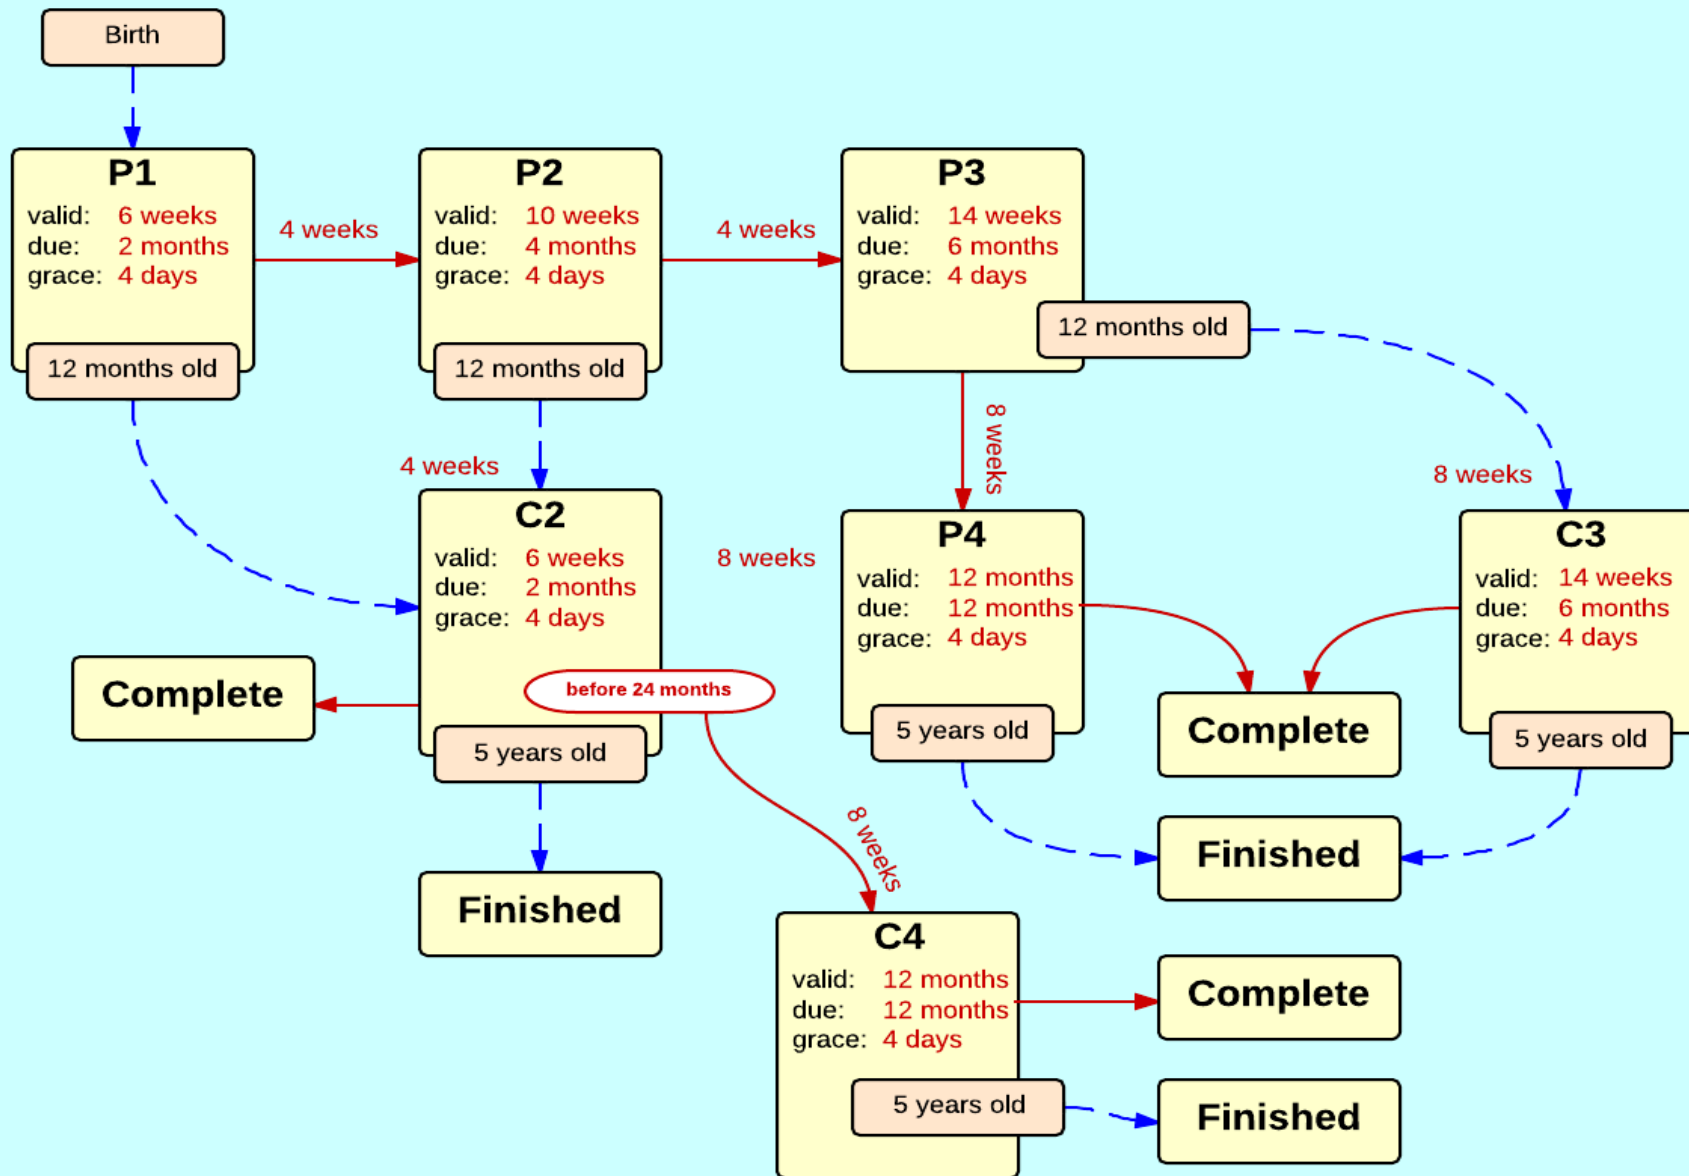 Birth
P1
valid: 6 weeks
due: 2 months
grace: 4 days
12 months old
4 weeks
P2
valid: 10 weeks
due: 4 months
grace: 4 days
12 months old
4 weeks
P3
valid: 14 weeks
due: 6 months
grace: 4 days
12 months old
8 weeks
4 weeks
8 weeks
C2
valid: 6 weeks
due: 2 months
grace: 4 days
before 24 months
5 years old
8 weeks
P4
valid: 12 months
due: 12 months
grace: 4 days
5 years old
C3
valid: 14 weeks
due: 6 months
grace: 4 days
5 years old
Complete
Complete
Finished
Finished
8 weeks
C4
valid: 12 months
due: 12 months
grace: 4 days
5 years old
Complete
Finished